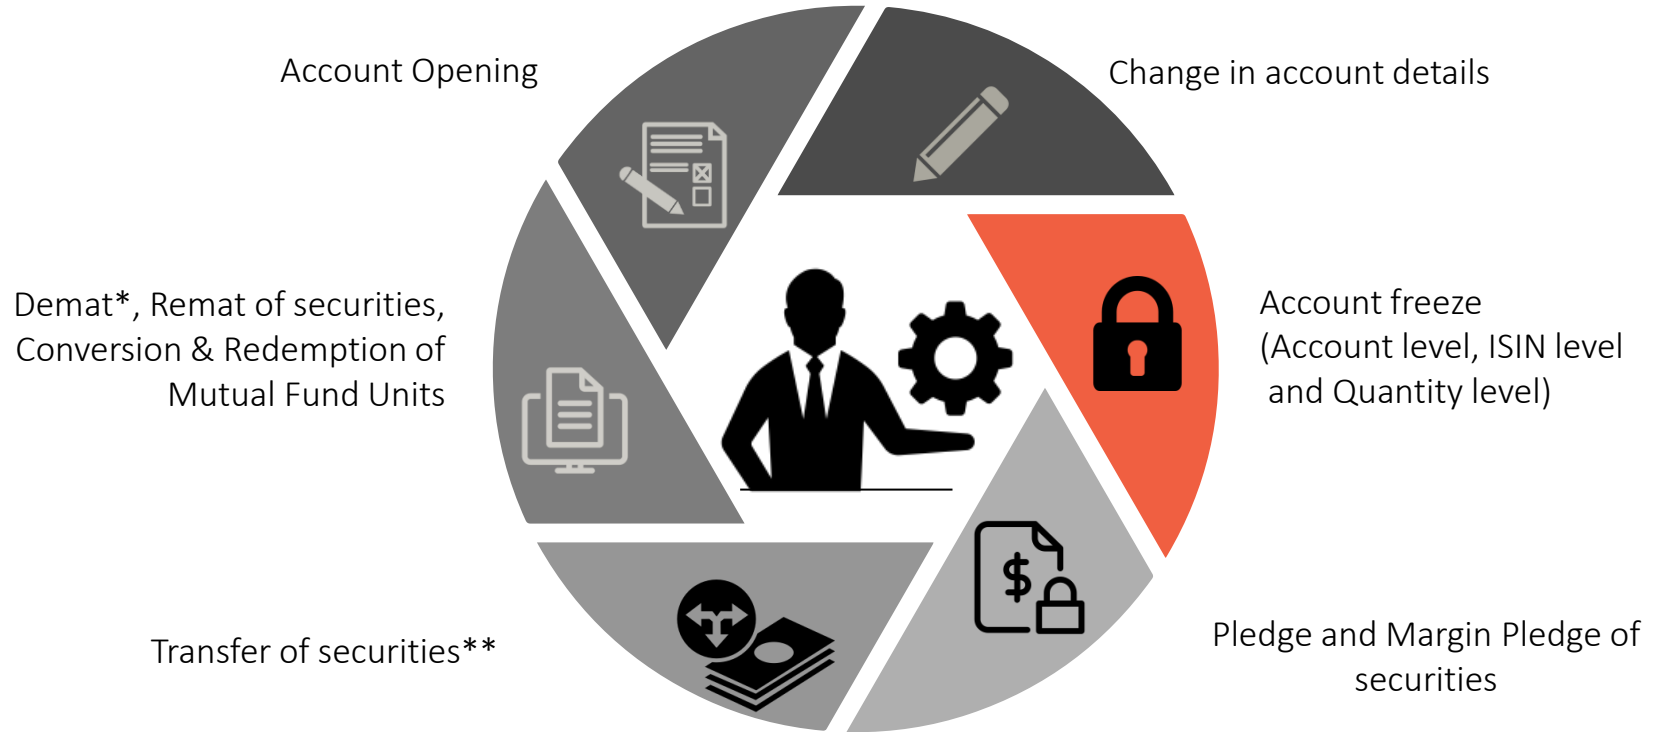 Account Opening
Change in account details
Demat*, Remat of securities,
Conversion & Redemption of
Mutual Fund Units
Account freeze
(Account level, ISIN level
and Quantity level)
$
Transfer of securities**
Pledge and Margin Pledge of
securities